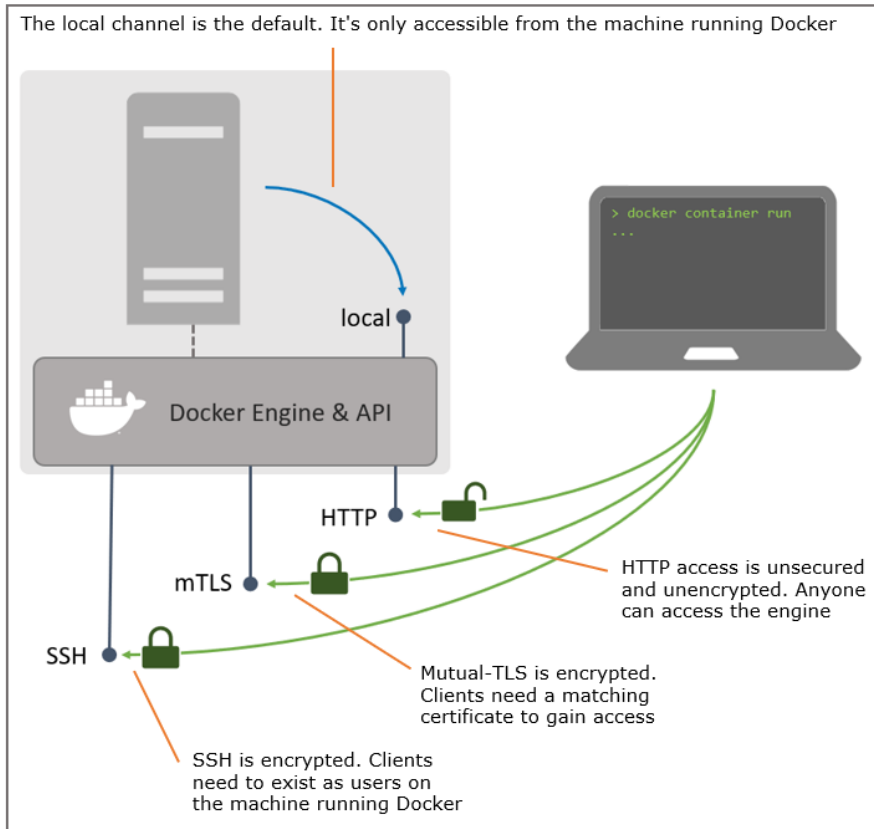 The local channel is the default. It's only accessible from the machine running Docker
> docker container run
...
local
Docker Engine & API
HTTP
HTTP access is unsecured
and unencrypted. Anyone
can access the engine
mTLS
SSH
Mutual-TLS is encrypted.
Clients need a matching
certificate to gain access
SSH is encrypted. Clients
need to exist as users on
the machine running Docker